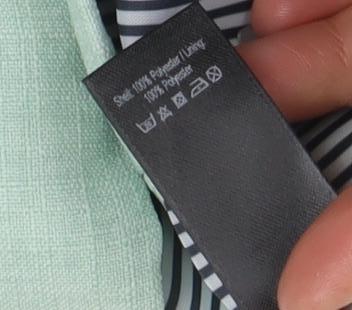 Shell: 100% Polyester / Lining:
100% Polyester